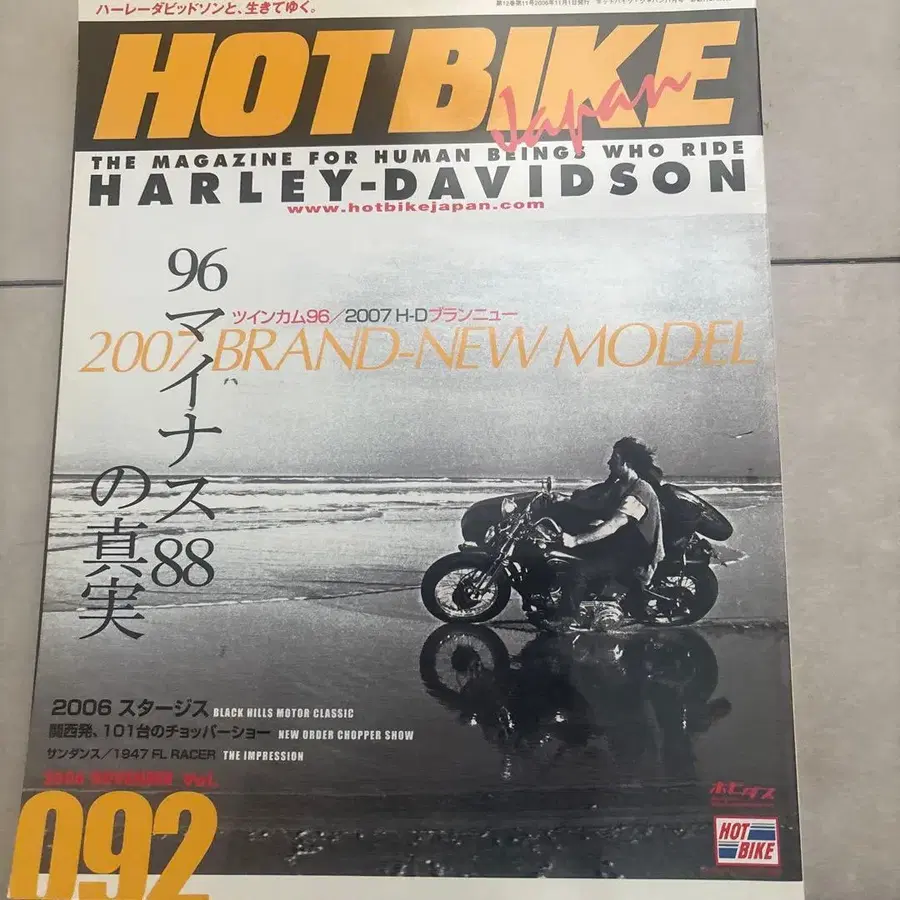 ハーレーダビッドソンと、生きてゆく。
HOT BIKE
Japan
THE MAGAZINE FOR HUMAN BEINGS WHO RIDE
HARLEY-DAVIDSON
www.hotbikejapan.com
96マイナス88
の真実
ツインカム96/2007 H-Dブランニュー
2007 BRAND-NEW MODEL
2006 スタージス BLACK HILLS MOTOR CLASSIC
関西発、101台のチョッパーショー NEW ORDER CHOPPER SHOW
サンダンス/1947 FL RACER THE IMPRESSION
2006 NOVEMBER Vol.
092
HOT
BIKE